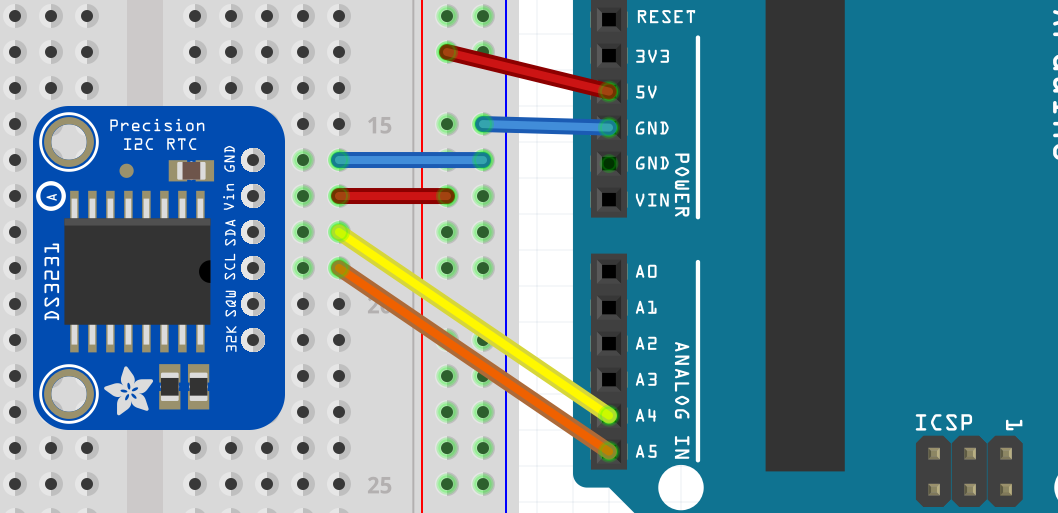 Precision
I2C RTC
A
DS3231
GND
Vin
SDA
SCL
SQW
32K
15
20
25
RESET
3V3
5V
GND
GND
VIN
POWER
A0
A1
A2
A3
A4
A5
ANALOG IN
ICSP
1